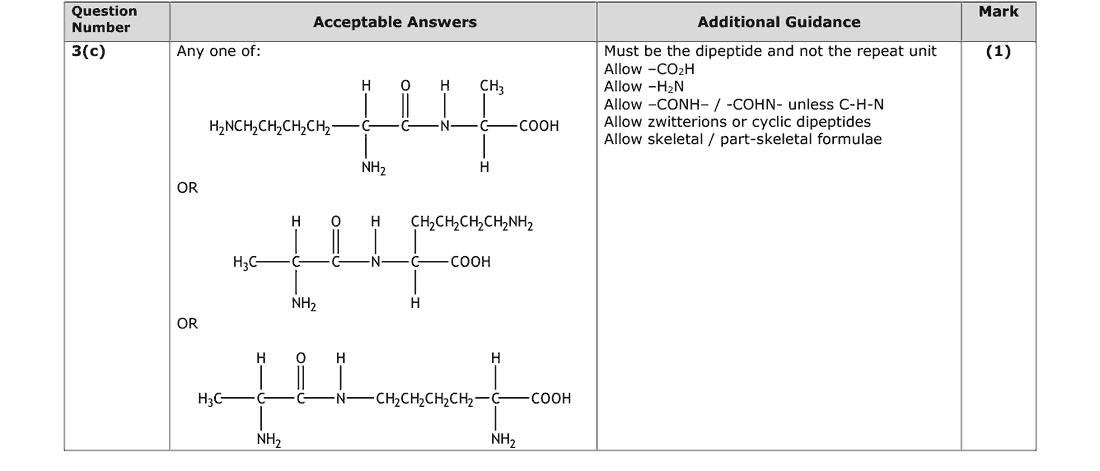 Question Number Acceptable Answers Additional Guidance Mark
3(c) Any one of: Must be the dipeptide and not the repeat unit (1)
Allow –CO₂H
Allow –H₂N
Allow –CONH– / -COHN- unless C-H-N
Allow zwitterions or cyclic dipeptides
Allow skeletal / part-skeletal formulae
H O H CH₃
H₂NCH₂CH₂CH₂CH₂ C C N C COOH
NH₂ H
OR
H O H CH₂CH₂CH₂CH₂NH₂
H₃C C C N C COOH
NH₂ H
OR
H O H H
H₃C C C N CH₂CH₂CH₂CH₂ C COOH
NH₂ NH₂